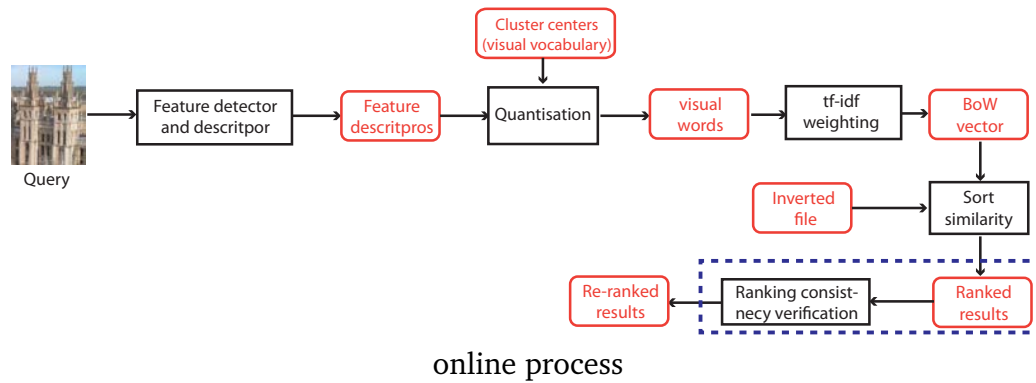 Cluster centers
(visual vocabulary)
Feature detector
and descritpor
Feature
descritpros
Quantisation
visual
words
tf-idf
weighting
BoW
vector
Query
Inverted
file
Sort
similarity
Re-ranked
results
Ranking consist-
necy verification
Ranked
results
online process